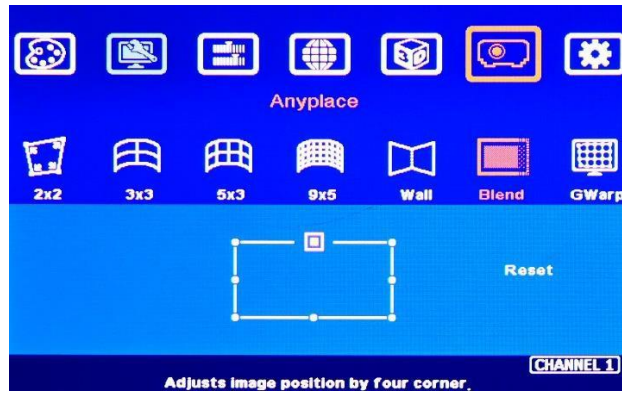 Anyplace
2x2 3x3 5x3 9x5 Wall Blend GWarp
Reset
CHANNEL 1
Adjusts image position by four corner.